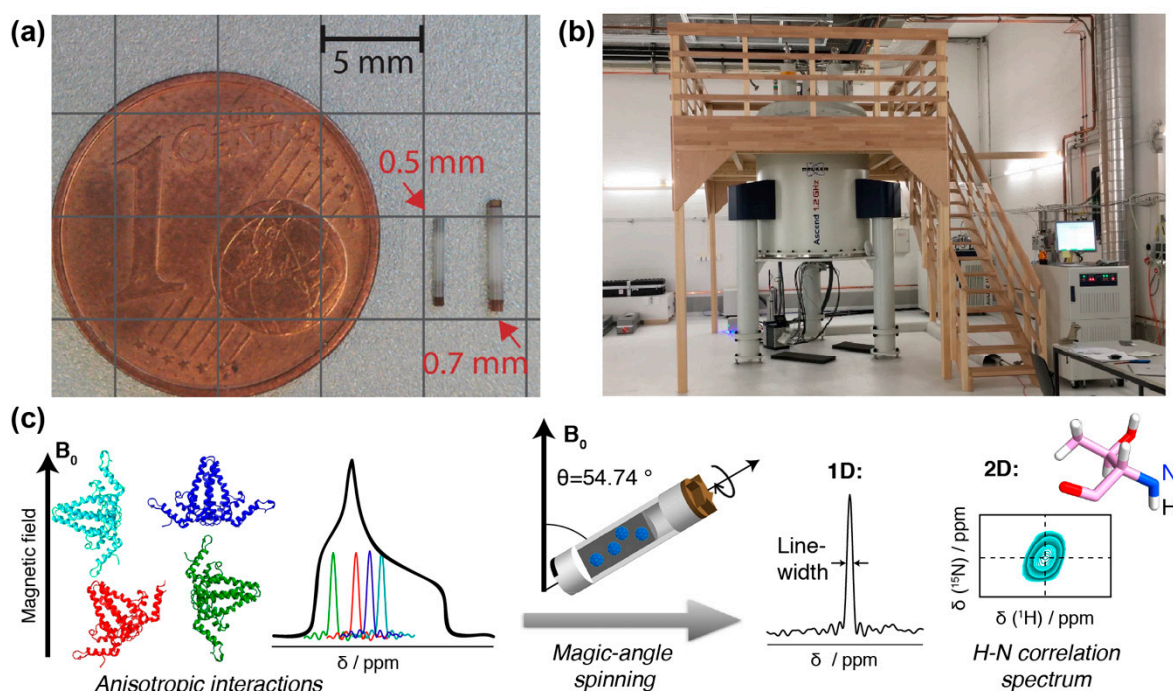 (a)
5 mm
0.5 mm
0.7 mm
1
(b)
BRUKER
Ascend 1.2 GHz
(c)
B₀
Magnetic field
δ / ppm
Anisotropic interactions
B₀
θ=54.74 °
Magic-angle
spinning
1D:
Line-
width
δ / ppm
2D:
N
H
δ (¹⁵N) / ppm
δ (¹H) / ppm
H-N correlation
spectrum